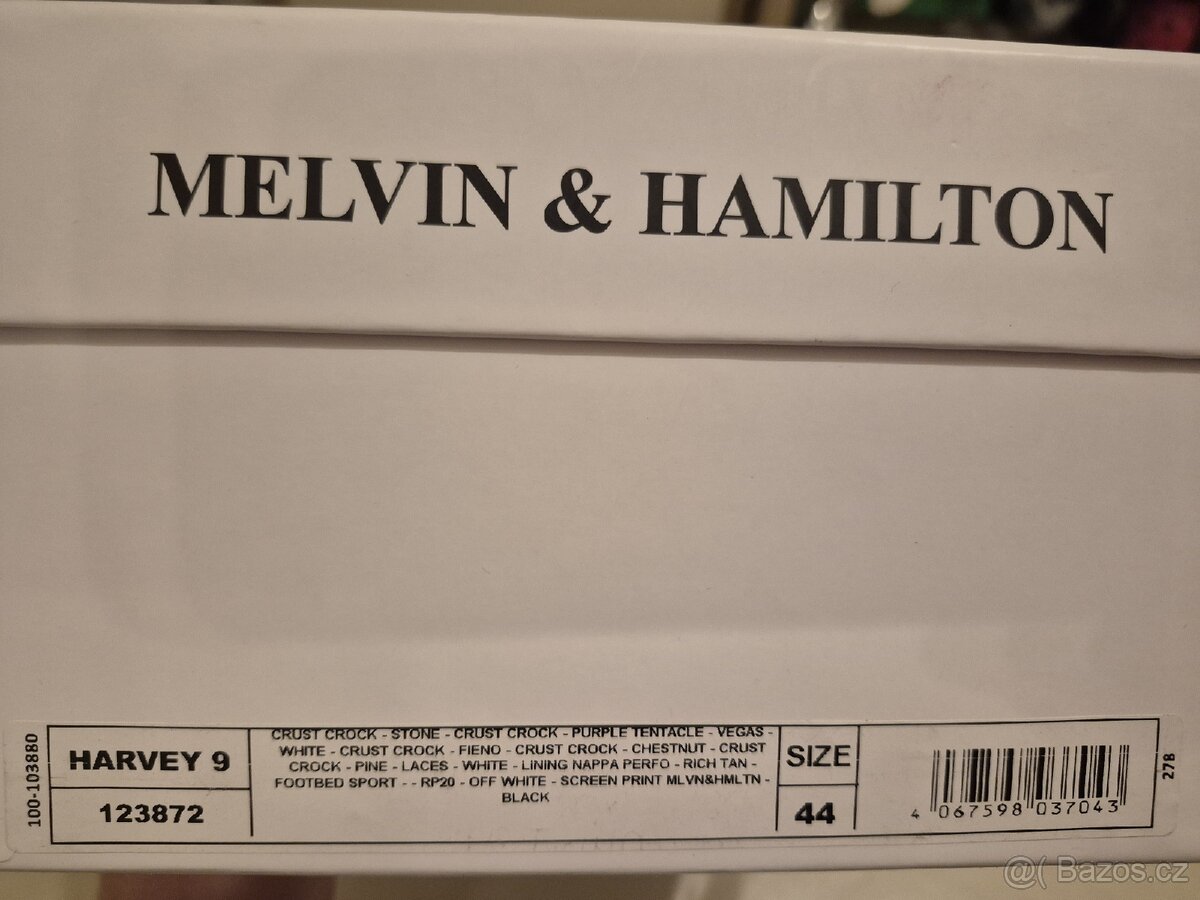 MELVIN & HAMILTON
100-103880
HARVEY 9
123872
CRUST CROCK - STONE - CRUST CROCK - PURPLE TENTACLE - VEGAS -
WHITE - CRUST CROCK - FIENO - CRUST CROCK - CHESTNUT - CRUST
CROCK - PINE - LACES - WHITE - LINING NAPPA PERFO - RICH TAN -
FOOTBED SPORT - - RP20 - OFF WHITE - SCREEN PRINT MLVN&HMLTN -
BLACK
SIZE
44
4 067598 037043
278
@( Bazos.cz